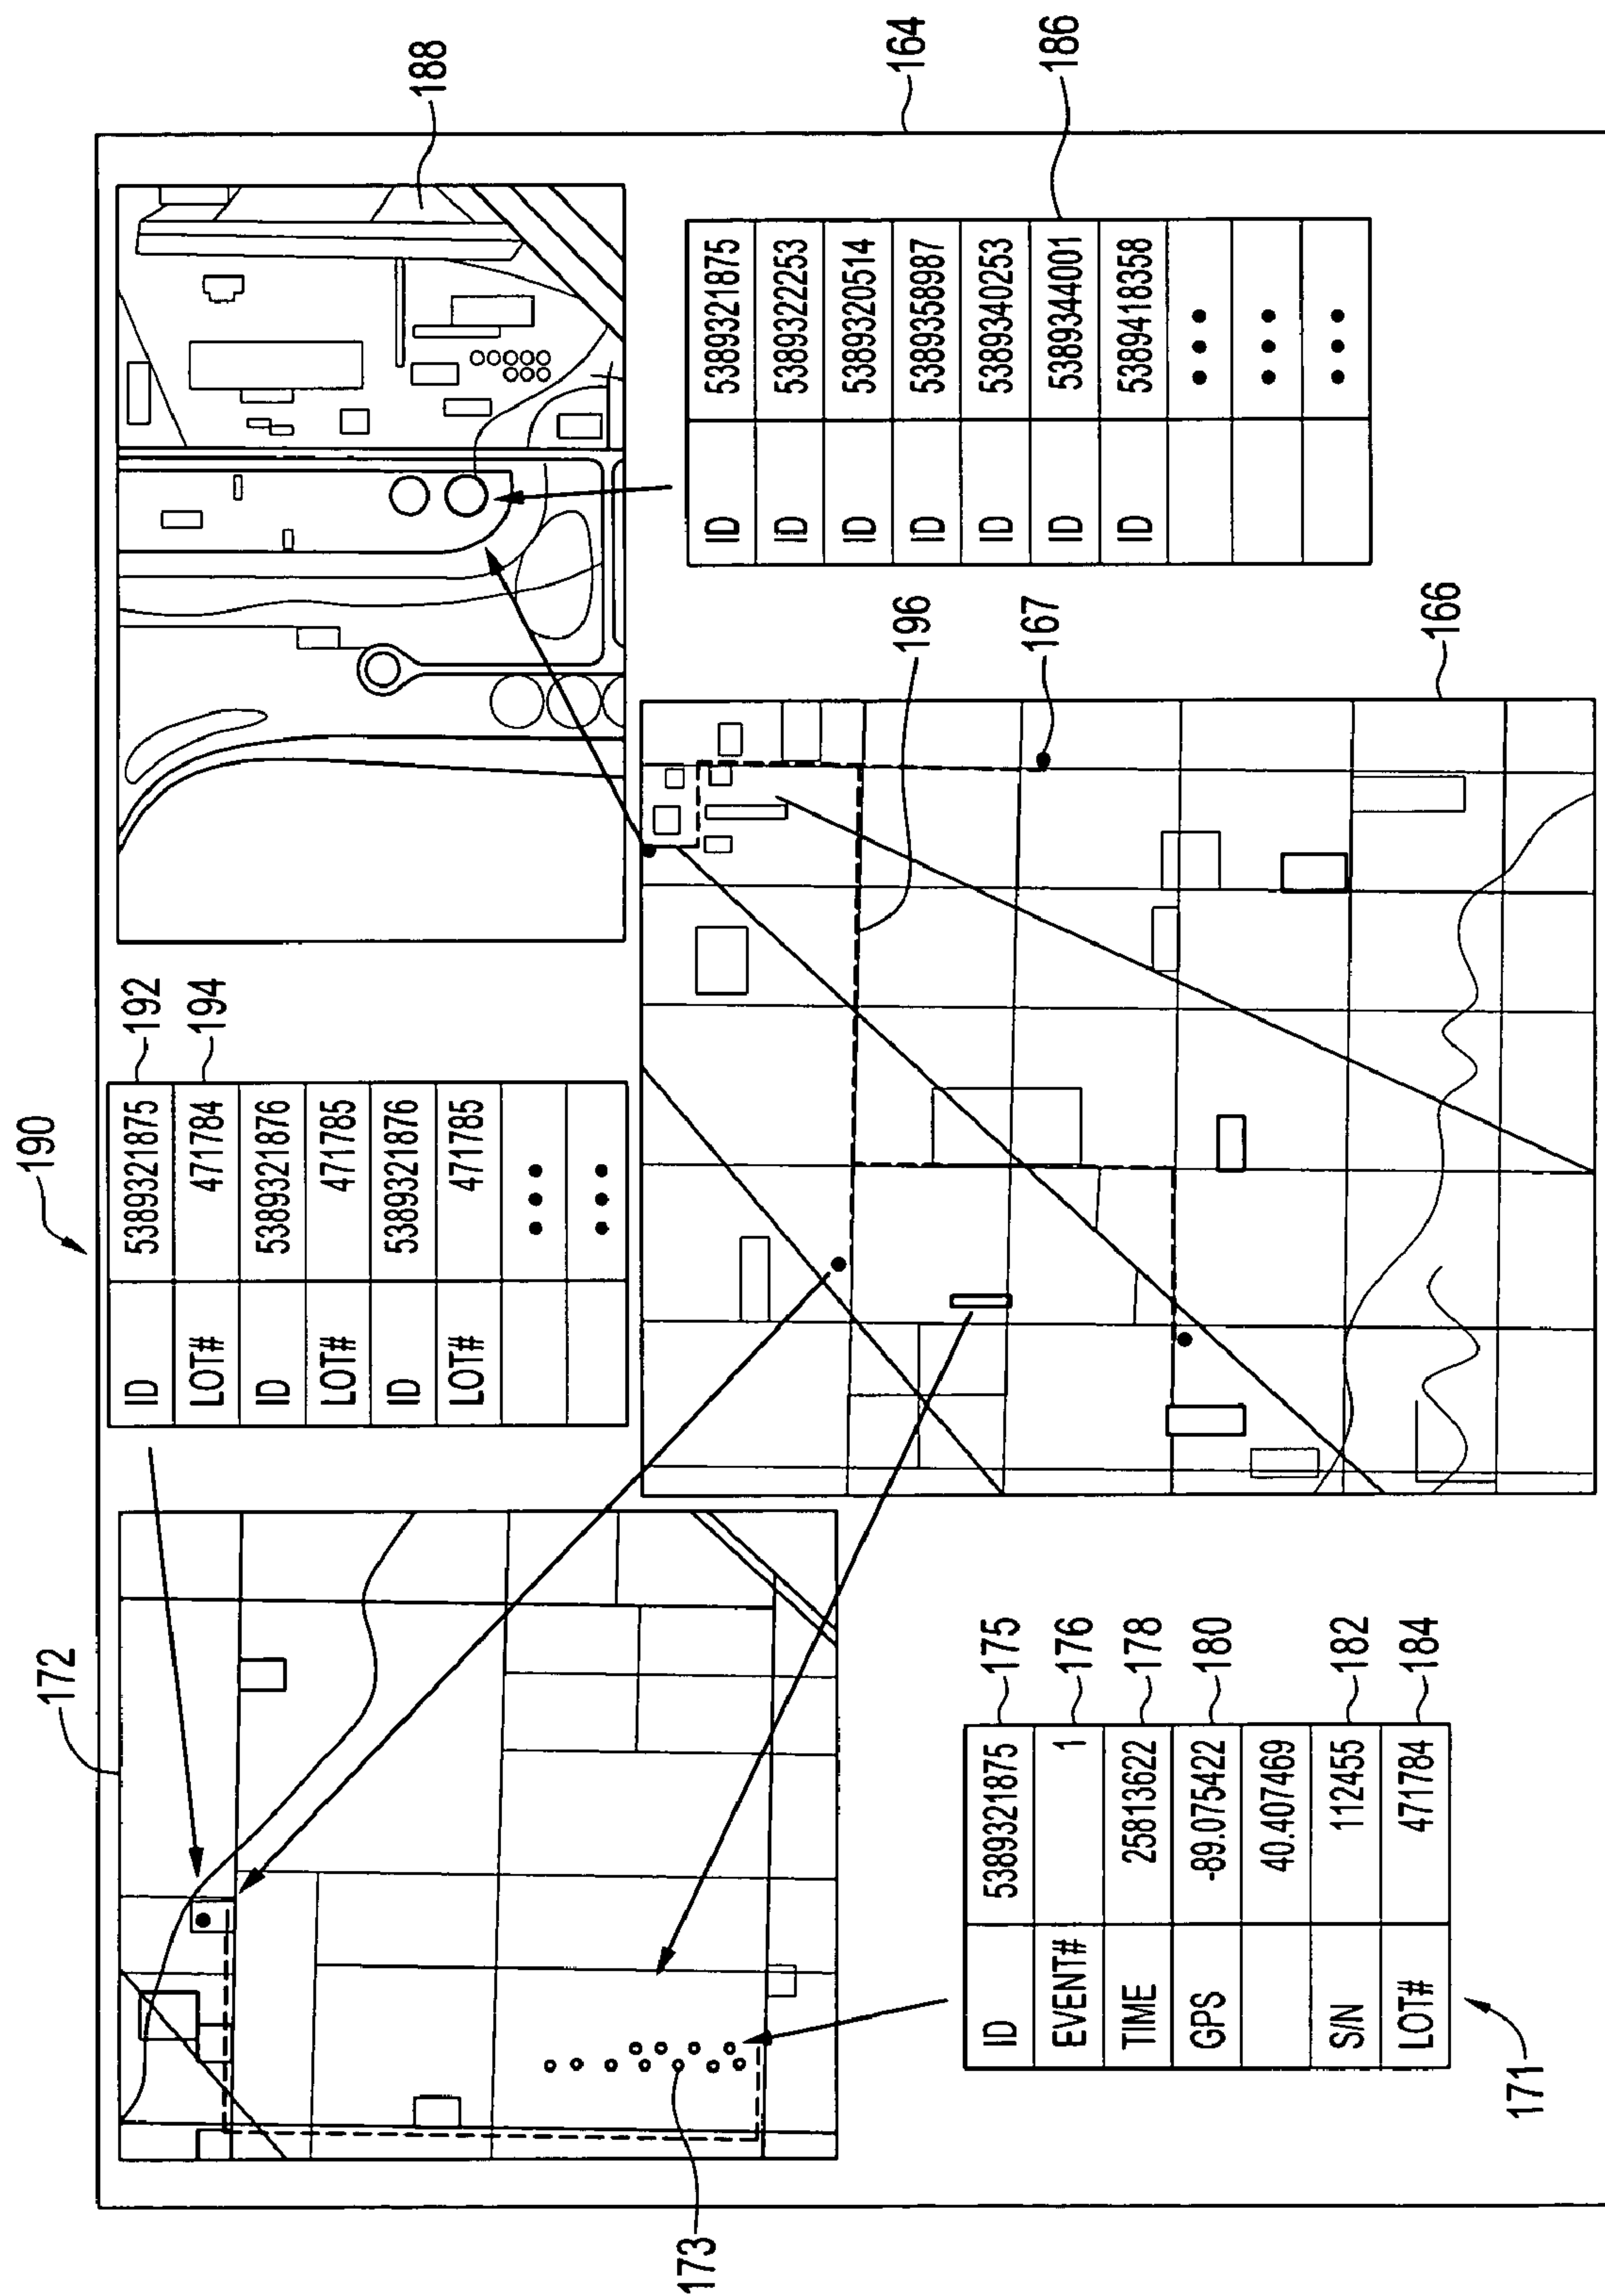 190
172
ID 5389321875 192
LOT# 471784 194
ID 5389321876
LOT# 471785
ID 5389321876
LOT# 471785
● ● ●
● ● ●
188
164
ID 5389321875
ID 5389322253
ID 5389320514
ID 5389358987
ID 5389340253
ID 5389344001
ID 5389418358
● ● ●
● ● ●
● ● ●
186
196
167
166
173
ID 5389321875 175
EVENT# 1 176
TIME 25813622 178
GPS -89.075422 180
40.407469
S/N 112455 182
LOT# 471784 184
171